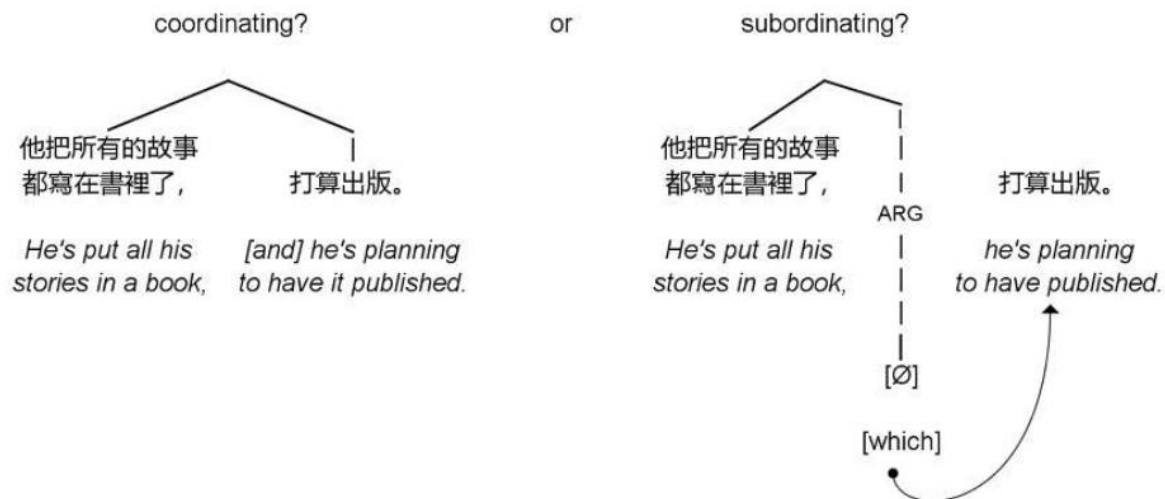 coordinating?
or
subordinating?
他把所有的故事
都寫在書裡了,
打算出版。
He's put all his
stories in a book,
[and] he's planning
to have it published.
他把所有的故事
都寫在書裡了,
ARG
打算出版。
He's put all his
stories in a book,
he's planning
to have published.
[Ø]
[which]